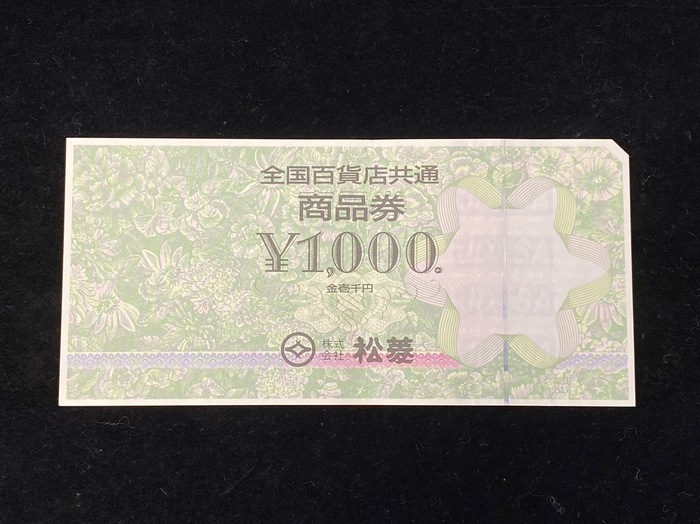 全国百貨店共通
商品券
¥1,000.
金壱千円
株式会社 松菱